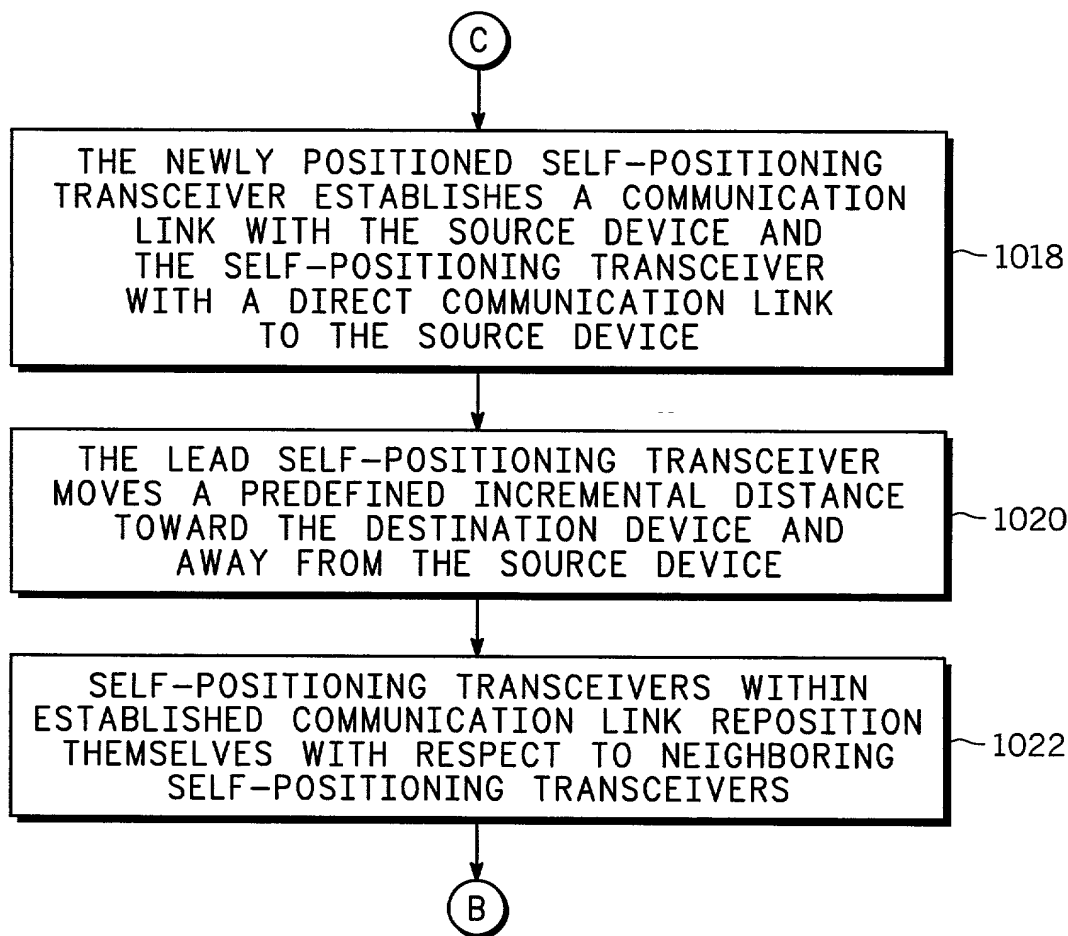 C
THE NEWLY POSITIONED SELF-POSITIONING
TRANSCEIVER ESTABLISHES A COMMUNICATION
LINK WITH THE SOURCE DEVICE AND
THE SELF-POSITIONING TRANSCEIVER
WITH A DIRECT COMMUNICATION LINK
TO THE SOURCE DEVICE
1018
THE LEAD SELF-POSITIONING TRANSCEIVER
MOVES A PREDEFINED INCREMENTAL DISTANCE
TOWARD THE DESTINATION DEVICE AND
AWAY FROM THE SOURCE DEVICE
1020
SELF-POSITIONING TRANSCEIVERS WITHIN
ESTABLISHED COMMUNICATION LINK REPOSITION
THEMSELVES WITH RESPECT TO NEIGHBORING
SELF-POSITIONING TRANSCEIVERS
1022
B